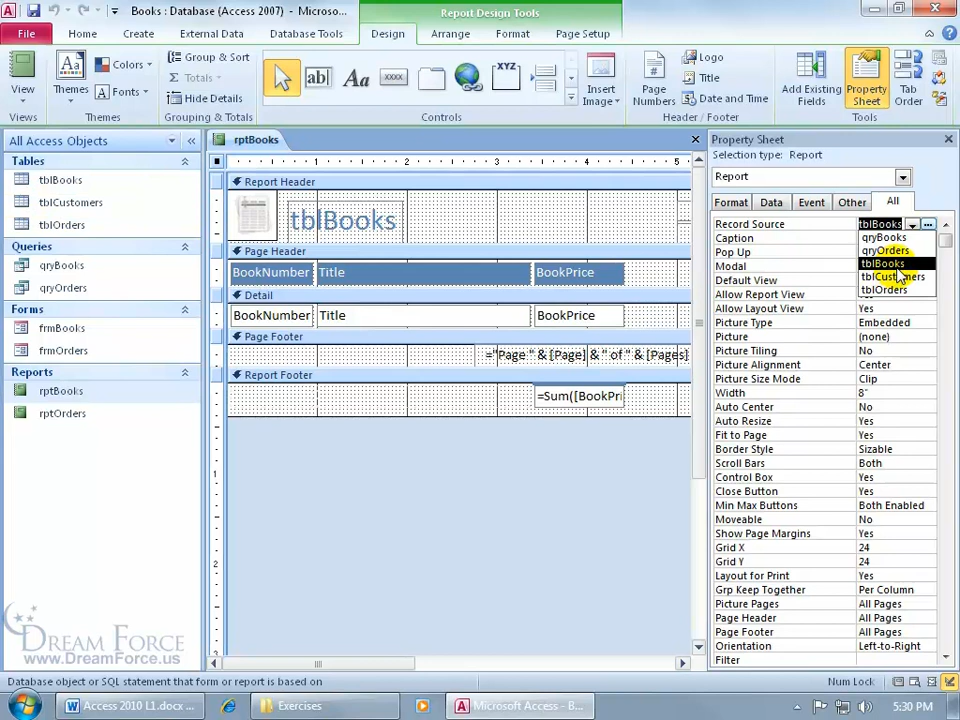 Books : Database (Access 2007) - Microso...
Report Design Tools
File
Home
Create
External Data
Database Tools
Design
Arrange
Format
Page Setup
View
Views
Themes
Colors
Fonts
Themes
Group & Sort
Totals
Hide Details
Grouping & Totals
ab|
Aa
XXXX
XYZ
Controls
Insert
Image
Page
Numbers
Logo
Title
Date and Time
Header / Footer
Add Existing
Fields
Property
Sheet
Tab
Order
Tools
All Access Objects
Tables
tblBooks
tblCustomers
tblOrders
Queries
qryBooks
qryOrders
Forms
frmBooks
frmOrders
Reports
rptBooks
rptOrders
DREAM FORCE
www.DreamForce.us
rptBooks
1 2 3 4 5
Report Header
tblBooks
Page Header
BookNumber Title BookPrice
Detail
BookNumber Title BookPrice
Page Footer
="Page " & [Page] & " of " & [Pages]
Report Footer
=Sum([BookPri
1
2
3
Property Sheet
Selection type: Report
Report
Format Data Event Other All
Record Source tblBooks
Caption
Pop Up
Modal
Default View
Allow Report View
qryBooks
qryOrders
tblBooks
tblCustomers
tblOrders
Allow Layout View Yes
Picture Type Embedded
Picture (none)
Picture Tiling No
Picture Alignment Center
Picture Size Mode Clip
Width 8"
Auto Center No
Auto Resize Yes
Fit to Page Yes
Border Style Sizable
Scroll Bars Both
Control Box Yes
Close Button Yes
Min Max Buttons Both Enabled
Moveable No
Show Page Margins Yes
Grid X 24
Grid Y 24
Layout for Print Yes
Grp Keep Together Per Column
Picture Pages All Pages
Page Header All Pages
Page Footer All Pages
Orientation Left-to-Right
Filter
Database object or SQL statement that form or report is based on
Num Lock
Access 2010 L1.docx ...
Exercises
Microsoft Access - B...
5:30 PM